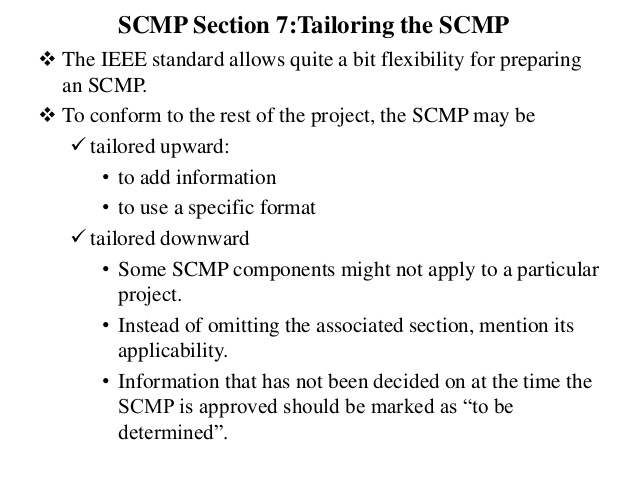 SCMP Section 7:Tailoring the SCMP
❖ The IEEE standard allows quite a bit flexibility for preparing
an SCMP.
❖ To conform to the rest of the project, the SCMP may be
✓ tailored upward:
• to add information
• to use a specific format
✓ tailored downward
• Some SCMP components might not apply to a particular
project.
• Instead of omitting the associated section, mention its
applicability.
• Information that has not been decided on at the time the
SCMP is approved should be marked as “to be
determined”.